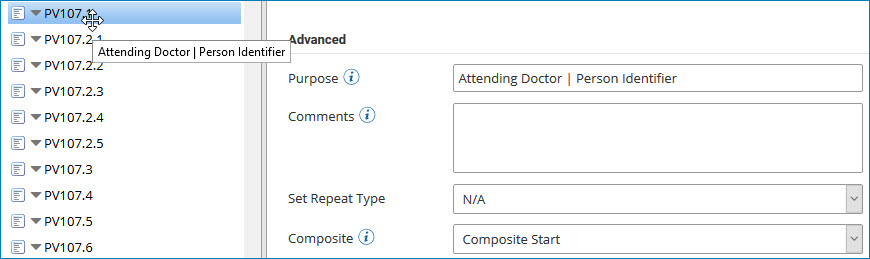 PV107.1
PV107.2.1
Attending Doctor | Person Identifier
PV107.2.2
PV107.2.3
PV107.2.4
PV107.2.5
PV107.3
PV107.4
PV107.5
PV107.6
Advanced
Purpose
Attending Doctor | Person Identifier
Comments
Set Repeat Type
N/A
Composite
Composite Start